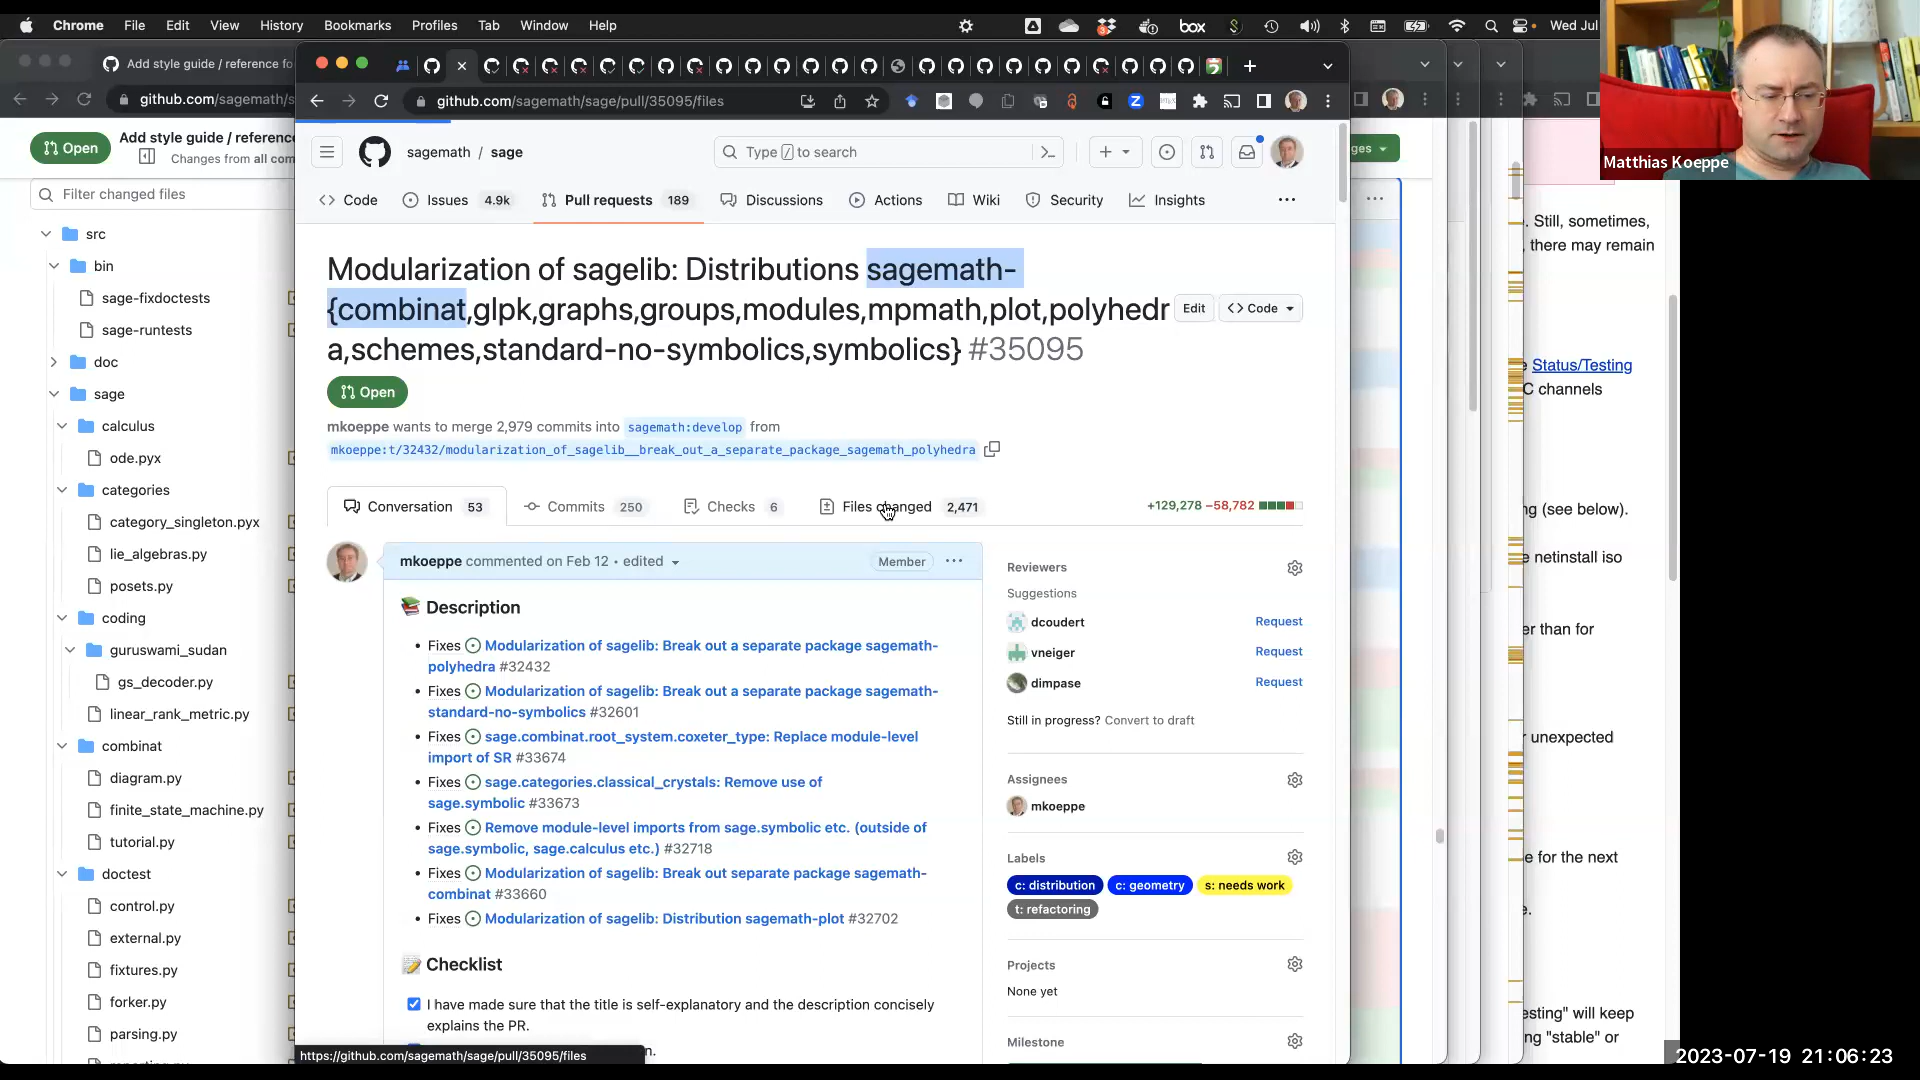 Chrome File Edit View History Bookmarks Profiles Tab Window Help
box
Wed Jul
Matthias Koeppe
Add style guide / reference fo
github.com/sagemath/s
Open
Add style guide / reference
Changes from all com
Filter changed files
src
bin
sage-fixdoctests
sage-runtests
doc
sage
calculus
ode.pyx
categories
category_singleton.pyx
lie_algebras.py
posets.py
coding
guruswami_sudan
gs_decoder.py
linear_rank_metric.py
combinat
diagram.py
finite_state_machine.py
tutorial.py
doctest
control.py
external.py
fixtures.py
forker.py
parsing.py
github.com/sagemath/sage/pull/35095/files
sagemath / sage
Type / to search
Code
Issues 4.9k
Pull requests 189
Discussions
Actions
Wiki
Security
Insights
Modularization of sagelib: Distributions sagemath-
{combinat,glpk,graphs,groups,modules,mpmath,plot,polyhedr
a,schemes,standard-no-symbolics,symbolics} #35095
Edit
<> Code
Open
mkoeppe wants to merge 2,979 commits into sagemath:develop from
mkoeppe:t/32432/modularization_of_sagelib__break_out_a_separate_package_sagemath_polyhedra
Conversation 53
Commits 250
Checks 6
Files changed 2,471
+129,278 −58,782
mkoeppe commented on Feb 12 • edited
Member
Description
• Fixes Modularization of sagelib: Break out a separate package sagemath-
polyhedra #32432
• Fixes Modularization of sagelib: Break out a separate package sagemath-
standard-no-symbolics #32601
• Fixes sage.combinat.root_system.coxeter_type: Replace module-level
import of SR #33674
• Fixes sage.categories.classical_crystals: Remove use of
sage.symbolic #33673
• Fixes Remove module-level imports from sage.symbolic etc. (outside of
sage.symbolic, sage.calculus etc.) #32718
• Fixes Modularization of sagelib: Break out separate package sagemath-
combinat #33660
• Fixes Modularization of sagelib: Distribution sagemath-plot #32702
Checklist
I have made sure that the title is self-explanatory and the description concisely
explains the PR.
https://github.com/sagemath/sage/pull/35095/files
Reviewers
Suggestions
dcoudert Request
vneiger Request
dimpase Request
Still in progress? Convert to draft
Assignees
mkoeppe
Labels
c: distribution c: geometry s: needs work
t: refactoring
Projects
None yet
Milestone
ges
. Still, sometimes,
, there may remain
e Status/Testing
C channels
ng (see below).
e netinstall iso
er than for
r unexpected
e for the next
e.
esting" will keep
ng "stable" or
2023-07-19 21:06:23